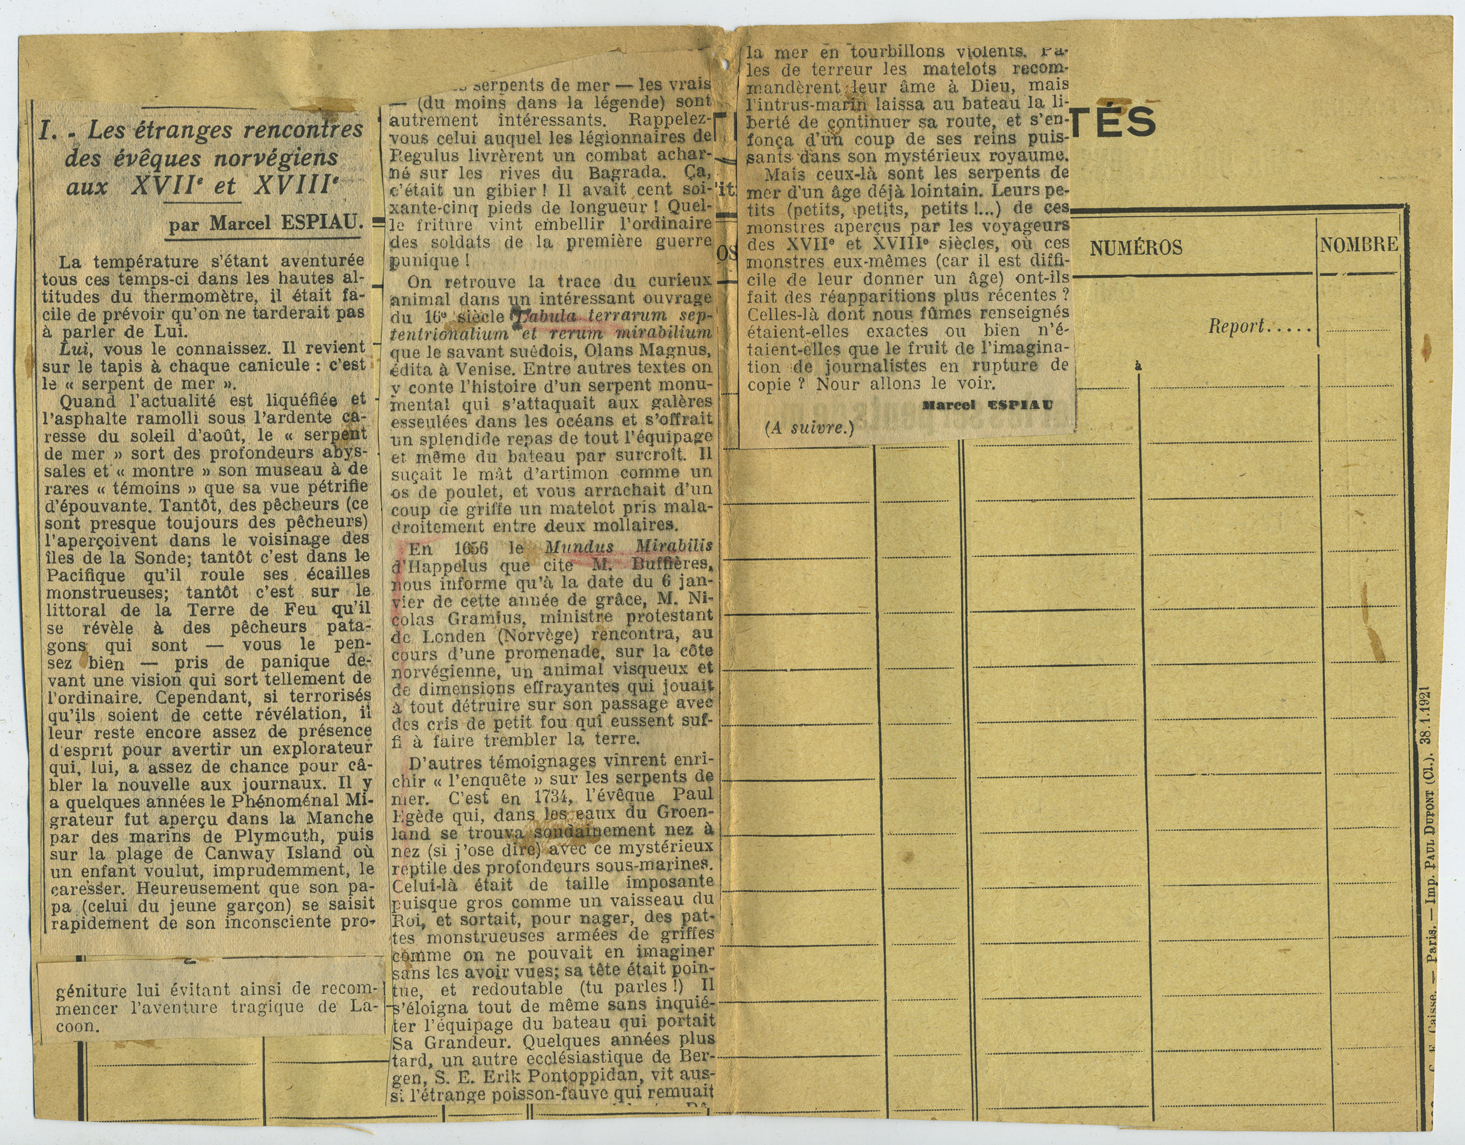 I. - Les étranges rencontres
des évêques norvégiens
aux XVIIe et XVIIIe
par Marcel ESPIAU.
La température s'était aventurée
tous ces temps-ci dans les hautes al-
titudes du thermomètre, il était fa-
cile de prévoir qu'on ne tarderait pas
à parler de Lui.
Lui, vous le connaissez. Il revient
sur le tapis à chaque canicule : c'est
le « serpent de mer ».
Quand l'actualité est liquéfiée et
l'asphalte ramolli sous l'ardente ca-
resse du soleil d'août, le « serpent
de mer » sort des profondeurs abys-
sales et « montre » son museau à de
rares « témoins » que sa vue pétrifie
d'épouvante. Tantôt, des pêcheurs (ce
sont presque toujours des pêcheurs)
l'aperçoivent dans le voisinage des
îles de la Sonde; tantôt c'est dans le
Pacifique qu'il roule ses écailles
monstrueuses; tantôt c'est sur le
littoral de la Terre de Feu qu'il
se révèle à des pêcheurs pata-
gons qui sont — vous le pen-
sez bien — pris de panique de-
vant une vision qui sort tellement de
l'ordinaire. Cependant, si terrorisés
qu'ils soient de cette révélation, il
leur reste encore assez de présence
d'esprit pour avertir un explorateur
qui, lui, a assez de chance pour câ-
bler la nouvelle aux journaux. Il y
a quelques années le Phénoménal Mi-
grateur fut aperçu dans la Manche
par des marins de Plymouth, puis
sur la plage de Canway Island où
un enfant voulut, imprudemment, le
caresser. Heureusement que son pa-
pa (celui du jeune garçon) se saisit
rapidement de son inconsciente pro-
géniture lui évitant ainsi de recom-
mencer l'aventure tragique de La-
coon.
serpents de mer — les vrais
— (du moins dans la légende) sont
autrement intéressants. Rappelez-
vous celui auquel les légionnaires de
Regulus livrèrent un combat achar-
né sur les rives du Bagrada. Ça,
c'était un gibier ! Il avait cent soi-
xante-cinq pieds de longueur ! Quel-
le friture vint embellir l'ordinaire
des soldats de la première guerre
punique !
On retrouve la trace du curieux
animal dans un intéressant ouvrage
du 16e siècle Tabula terrarum sep-
tentrionalium et rerum mirabilium
que le savant suédois, Olans Magnus,
édita à Venise. Entre autres textes on
y conte l'histoire d'un serpent monu-
mental qui s'attaquait aux galères
esseulées dans les océans et s'offrait
un splendide repas de tout l'équipage
et même du bateau par surcroît. Il
suçait le mât d'artimon comme un
os de poulet, et vous arrachait d'un
coup de griffe un matelot pris mala-
droitement entre deux mollaires.
En 1656 le Mundus Mirabilis
d'Happelus que cite M. Buffières,
nous informe qu'à la date du 6 jan-
vier de cette année de grâce, M. Ni-
colas Gramius, ministre protestant
de Londen (Norvège) rencontra, au
cours d'une promenade, sur la côte
norvégienne, un animal visqueux et
de dimensions effrayantes qui jouait
à tout détruire sur son passage avec
des cris de petit fou qui eussent suf-
fi à faire trembler la terre.
D'autres témoignages vinrent enri-
chir « l'enquête » sur les serpents de
mer. C'est en 1734, l'évêque Paul
Egède qui, dans les eaux du Groen-
land se trouva soudainement nez à
nez (si j'ose dire) avec ce mystérieux
reptile des profondeurs sous-marines.
Celui-là était de taille imposante
puisque gros comme un vaisseau du
Roi, et sortait, pour nager, des pat-
tes monstrueuses armées de griffes
comme on ne pouvait en imaginer
sans les avoir vues; sa tête était poin-
tue, et redoutable (tu parles !) Il
s'éloigna tout de même sans inquié-
ter l'équipage du bateau qui portait
Sa Grandeur. Quelques années plus
tard, un autre ecclésiastique de Ber-
gen, S. E. Erik Pontoppidan, vit aus-
si l'étrange poisson-fauve qui remuait
la mer en tourbillons violents. Pâ-
les de terreur les matelots recom-
mandèrent leur âme à Dieu, mais
l'intrus-marin laissa au bateau la li-
berté de continuer sa route, et s'en-
fonça d'un coup de ses reins puis-
sants dans son mystérieux royaume.
Mais ceux-là sont les serpents de
mer d'un âge déjà lointain. Leurs pe-
tits (petits, petits, petits !...) de ces
monstres aperçus par les voyageurs
des XVIIe et XVIIIe siècles, où ces
monstres eux-mêmes (car il est diffi-
cile de leur donner un âge) ont-ils
fait des réapparitions plus récentes ?
Celles-là dont nous fûmes renseignés
étaient-elles exactes ou bien n'é-
taient-elles que le fruit de l'imagina-
tion de journalistes en rupture de
copie ? Nour allons le voir.
Marcel ESPIAU
(A suivre.)
TÉS
NUMÉROS
NOMBRE
Report.....
à
Caisse. — Paris. — Imp. PAUL DUPONT (Cl.). 38.1.1921